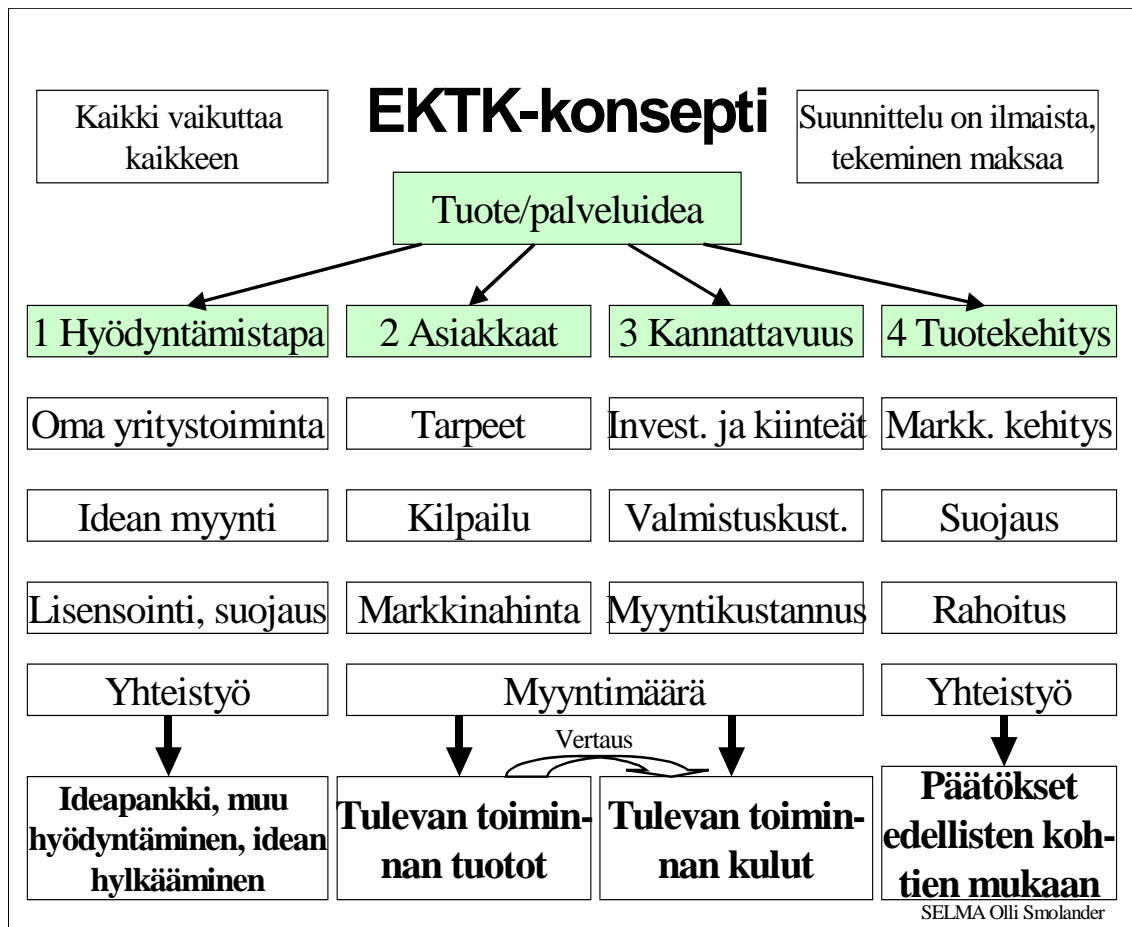 EKTK-konsepti
Kaikki vaikuttaa
kaikkeen
Suunnittelu on ilmaista,
tekeminen maksaa
Tuote/palveluidea
1 Hyödyntämistapa
2 Asiakkaat
3 Kannattavuus
4 Tuotekehitys
Oma yritystoiminta
Tarpeet
Invest. ja kiinteät
Markk. kehitys
Idean myynti
Kilpailu
Valmistuskust.
Suojaus
Lisensointi, suojaus
Markkinahinta
Myyntikustannus
Rahoitus
Yhteistyö
Myyntimäärä
Yhteistyö
Vertaus
Ideapankki, muu
hyödyntäminen, idean
hylkääminen
Tulevan toimin-
nan tuotot
Tulevan toimin-
nan kulut
Päätökset
edellisten koh-
tien mukaan
SELMA Olli Smolander